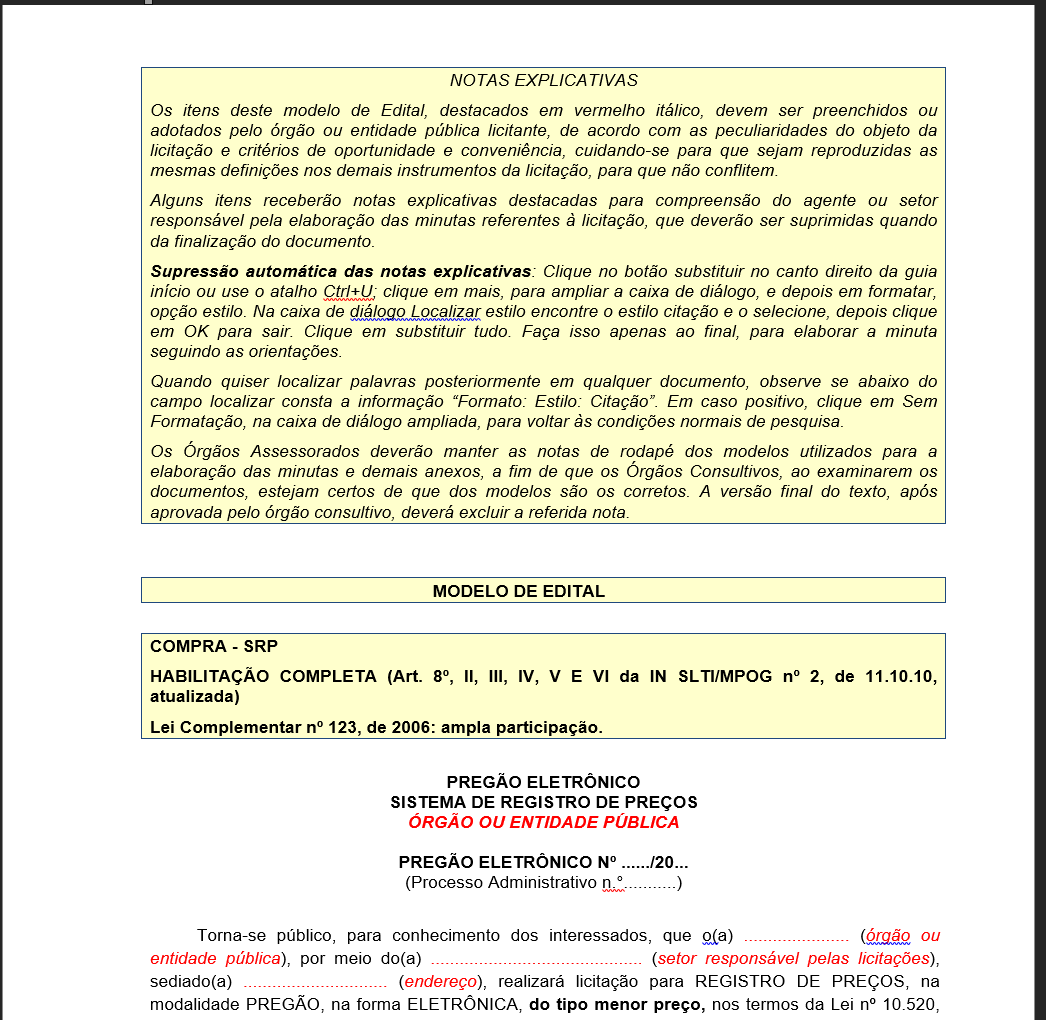 NOTAS EXPLICATIVAS
Os itens deste modelo de Edital, destacados em vermelho itálico, devem ser preenchidos ou
adotados pelo órgão ou entidade pública licitante, de acordo com as peculiaridades do objeto da
licitação e critérios de oportunidade e conveniência, cuidando-se para que sejam reproduzidas as
mesmas definições nos demais instrumentos da licitação, para que não conflitem.
Alguns itens receberão notas explicativas destacadas para compreensão do agente ou setor
responsável pela elaboração das minutas referentes à licitação, que deverão ser suprimidas quando
da finalização do documento.
Supressão automática das notas explicativas: Clique no botão substituir no canto direito da guia
início ou use o atalho Ctrl+U; clique em mais, para ampliar a caixa de diálogo, e depois em formatar,
opção estilo. Na caixa de diálogo Localizar estilo encontre o estilo citação e o selecione, depois clique
em OK para sair. Clique em substituir tudo. Faça isso apenas ao final, para elaborar a minuta
seguindo as orientações.
Quando quiser localizar palavras posteriormente em qualquer documento, observe se abaixo do
campo localizar consta a informação “Formato: Estilo: Citação”. Em caso positivo, clique em Sem
Formatação, na caixa de diálogo ampliada, para voltar às condições normais de pesquisa.
Os Órgãos Assessorados deverão manter as notas de rodapé dos modelos utilizados para a
elaboração das minutas e demais anexos, a fim de que os Órgãos Consultivos, ao examinarem os
documentos, estejam certos de que dos modelos são os corretos. A versão final do texto, após
aprovada pelo órgão consultivo, deverá excluir a referida nota.
MODELO DE EDITAL
COMPRA - SRP
HABILITAÇÃO COMPLETA (Art. 8º, II, III, IV, V E VI da IN SLTI/MPOG nº 2, de 11.10.10,
atualizada)
Lei Complementar nº 123, de 2006: ampla participação.
PREGÃO ELETRÔNICO
SISTEMA DE REGISTRO DE PREÇOS
ÓRGÃO OU ENTIDADE PÚBLICA
PREGÃO ELETRÔNICO Nº ....../20...
(Processo Administrativo n.°...........)
Torna-se público, para conhecimento dos interessados, que o(a) ...................... (órgão ou
entidade pública), por meio do(a) ............................................ (setor responsável pelas licitações),
sediado(a) .............................. (endereço), realizará licitação para REGISTRO DE PREÇOS, na
modalidade PREGÃO, na forma ELETRÔNICA, do tipo menor preço, nos termos da Lei nº 10.520,